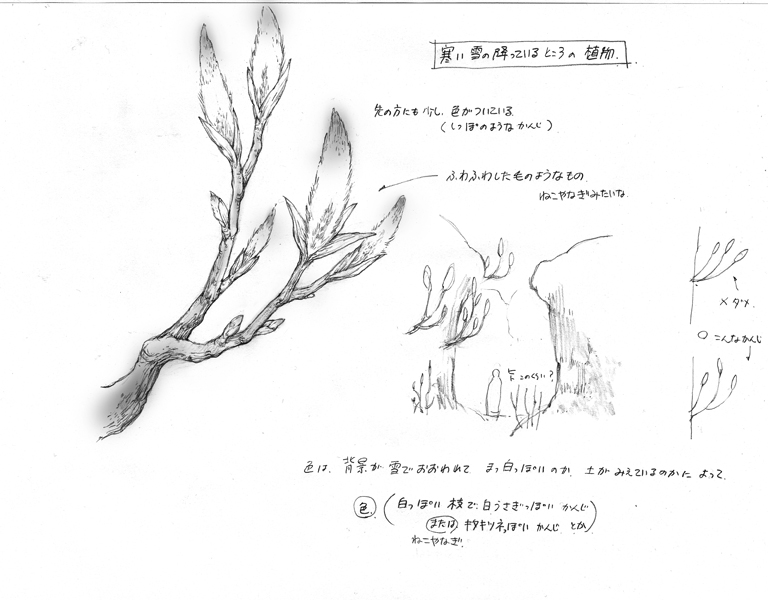 寒い雪の降っているところの植物.
先の方にも少し、色がついている.
(しっぽのようなかんじ)
ふわふわした毛のようなもの.
ねこやなぎみたいな.
×ダメ.
○こんなかんじ
このくらい?
色は、背景が雪でおおわれてまっ白っぽいのか、土がみえているのかによって.
色.(白っぽい枝で.白うさぎっぽいかんじ
またはキタキツネっぽいかんじとか)
ねこやなぎ.